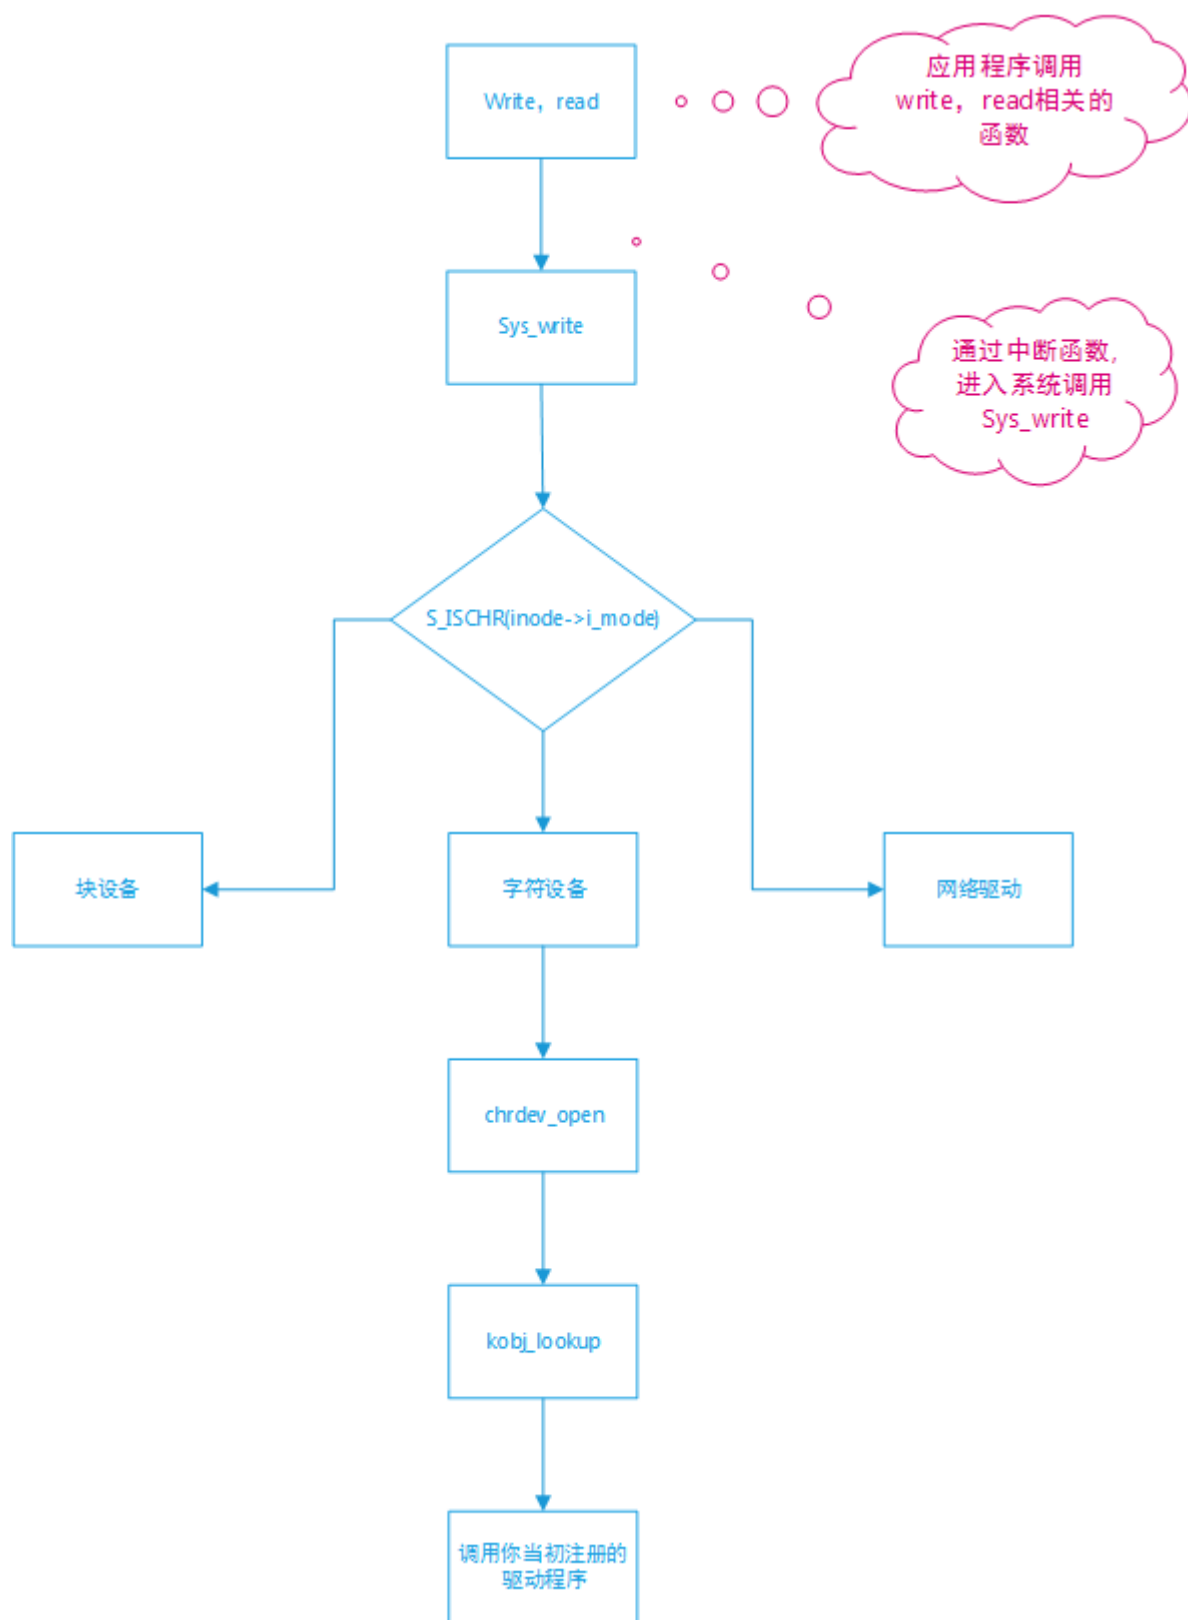 Write，read
应用程序调用
write，read相关的
函数
Sys_write
通过中断函数，
进入系统调用
Sys_write
S_ISCHR(inode->i_mode)
块设备
字符设备
网络驱动
chrdev_open
kobj_lookup
调用你当初注册的
驱动程序